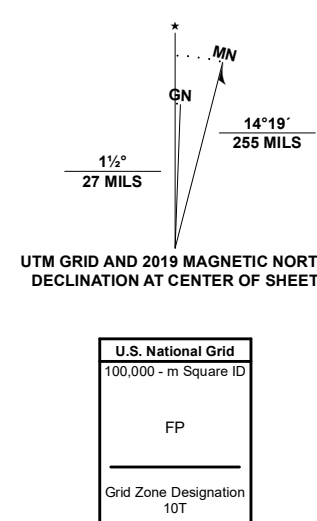 ★
MN
GN
14°19´
255 MILS
1½°
27 MILS
UTM GRID AND 2019 MAGNETIC NORT
DECLINATION AT CENTER OF SHEET
U.S. National Grid
100,000 - m Square ID
FP
Grid Zone Designation
10T